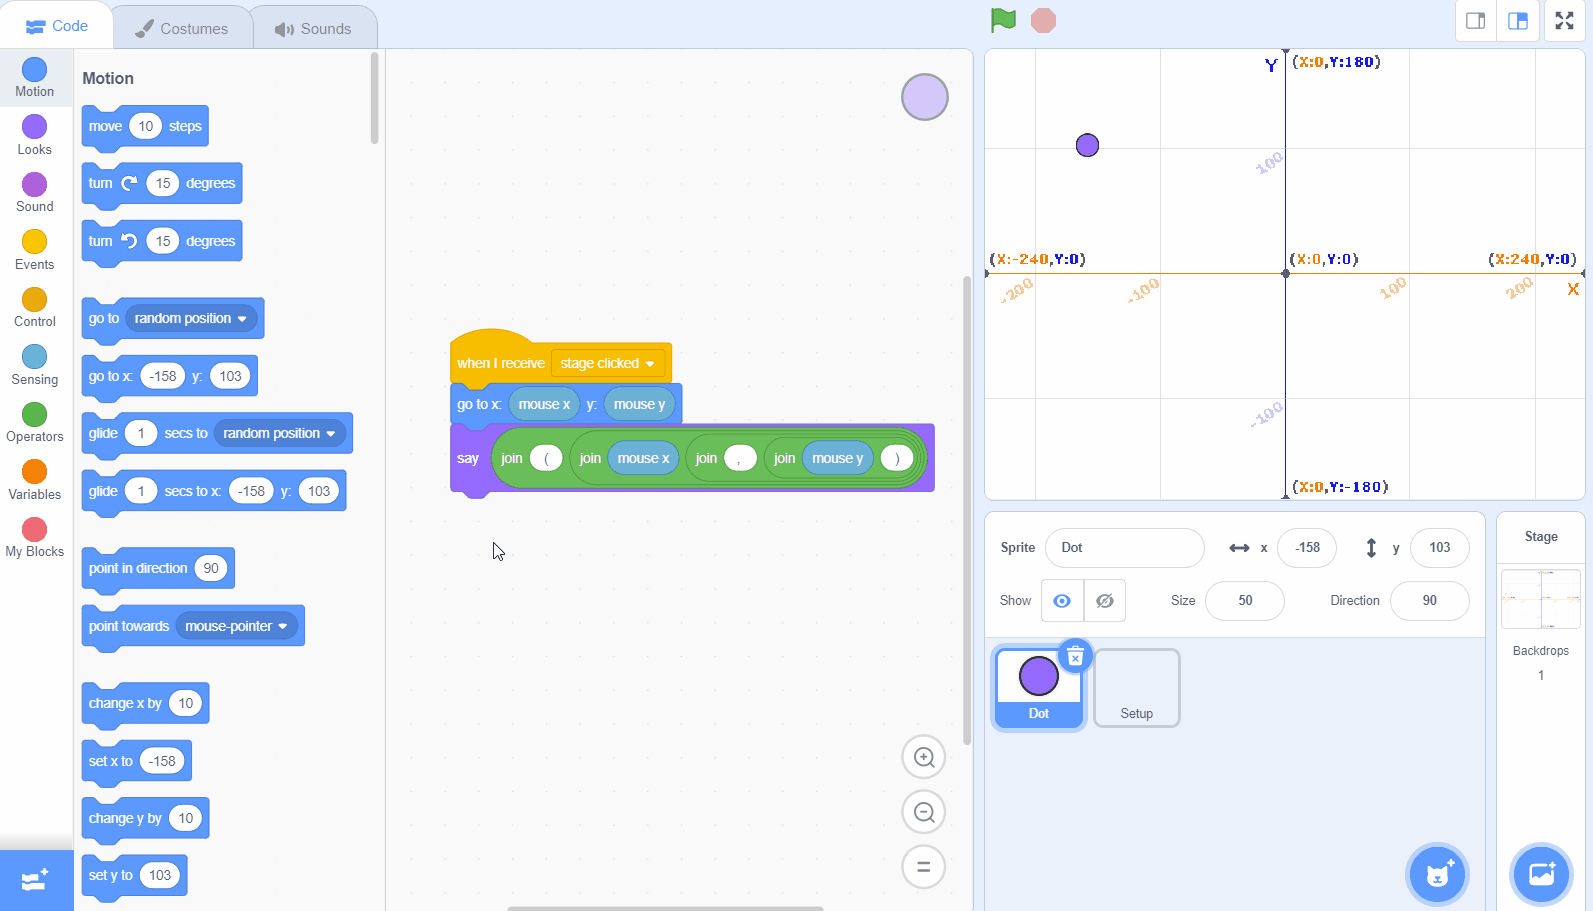 Code
Costumes
Sounds
Motion
Looks
Sound
Events
Control
Sensing
Operators
Variables
My Blocks
Motion
move 10 steps
turn 15 degrees
turn 15 degrees
go to random position
go to x: -158 y: 103
glide 1 secs to random position
glide 1 secs to x: -158 y: 103
point in direction 90
point towards mouse-pointer
change x by 10
set x to -158
change y by 10
set y to 103
when I receive stage clicked
go to x: mouse x y: mouse y
say join ( join mouse x join , join mouse y )
Y (X:0,Y:180)
100
(X:-240,Y:0) (X:0,Y:0) (X:240,Y:0)
-200 -100 100 200 X
-100
(X:0,Y:-180)
Sprite Dot x -158 y 103
Show Size 50 Direction 90
Dot
Setup
Stage
Backdrops
1